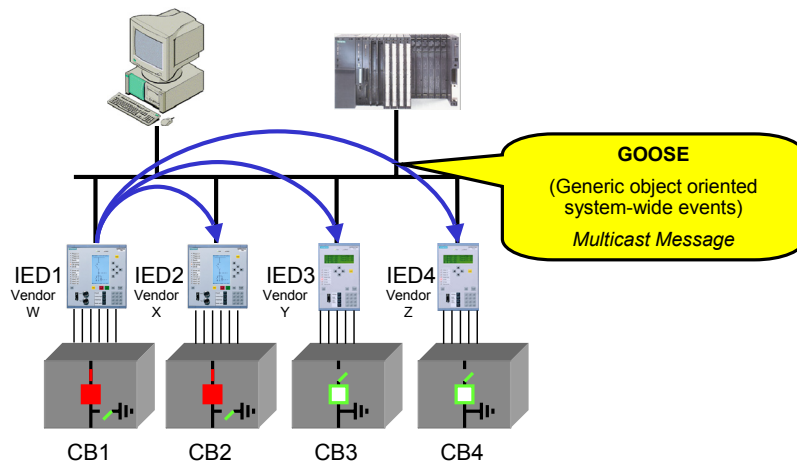 GOOSE
(Generic object oriented
system-wide events)
Multicast Message
IED1
Vendor
W
IED2
Vendor
X
IED3
Vendor
Y
IED4
Vendor
Z
CB1
CB2
CB3
CB4